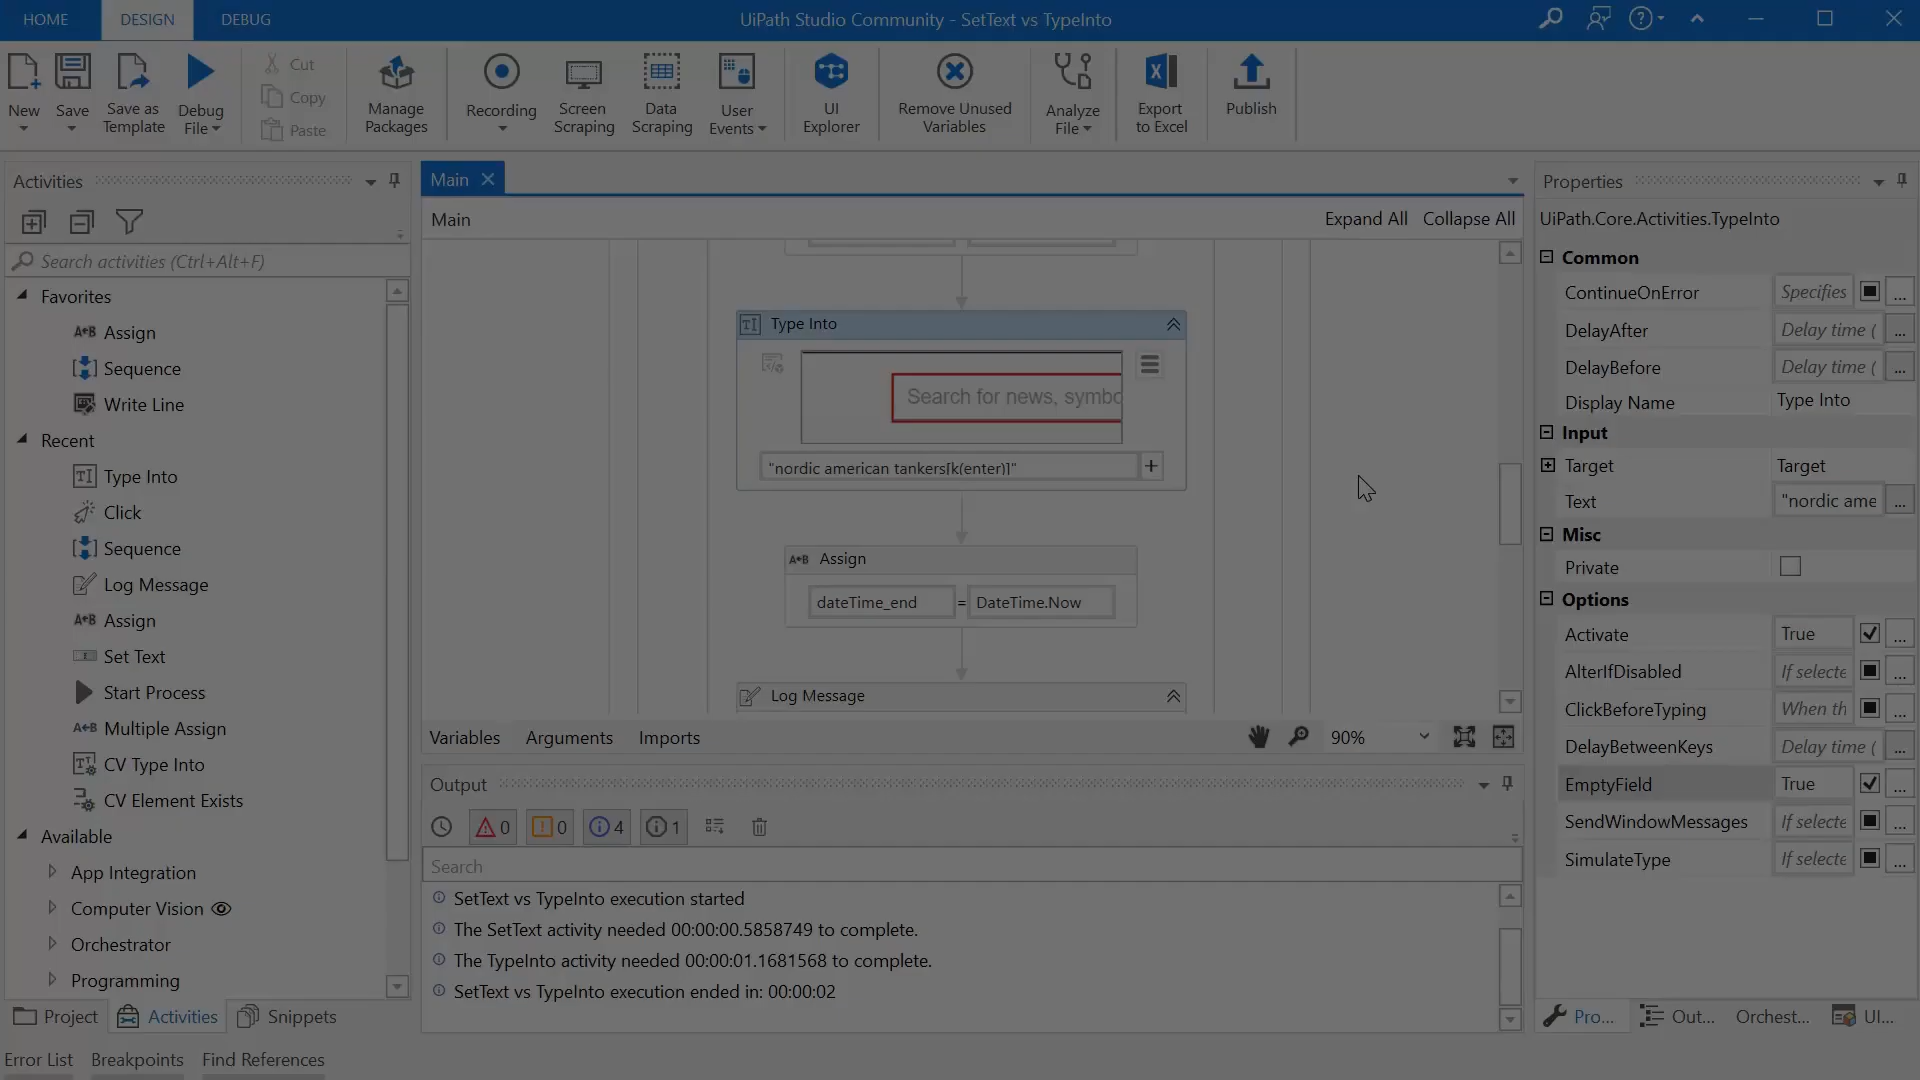 HOME DESIGN DEBUG UiPath Studio Community - SetText vs TypeInto
New Save Save as Template Debug File Cut Copy Paste Manage Packages Recording Screen Scraping Data Scraping User Events UI Explorer Remove Unused Variables Analyze File Export to Excel Publish
Activities
Search activities (Ctrl+Alt+F)
Favorites
A+B Assign
Sequence
Write Line
Recent
Type Into
Click
Sequence
Log Message
A+B Assign
Set Text
Start Process
A+B Multiple Assign
CV Type Into
CV Element Exists
Available
App Integration
Computer Vision
Orchestrator
Programming
Project Activities Snippets
Error List Breakpoints Find References
Main
Main Expand All Collapse All
Type Into
Search for news, symbo
"nordic american tankers[k(enter)]"
A+B Assign
dateTime_end = DateTime.Now
Log Message
Variables Arguments Imports 90%
Output
0 0 4 1
Search
SetText vs TypeInto execution started
The SetText activity needed 00:00:00.5858749 to complete.
The TypeInto activity needed 00:00:01.1681568 to complete.
SetText vs TypeInto execution ended in: 00:00:02
Properties
UiPath.Core.Activities.TypeInto
Common
ContinueOnError Specifies ...
DelayAfter Delay time ( ...
DelayBefore Delay time ( ...
Display Name Type Into
Input
Target Target
Text "nordic ame ...
Misc
Private
Options
Activate True ...
AlterIfDisabled If selecte ...
ClickBeforeTyping When th ...
DelayBetweenKeys Delay time ( ...
EmptyField True ...
SendWindowMessages If selecte ...
SimulateType If selecte ...
Pro... Out... Orchest... UI...